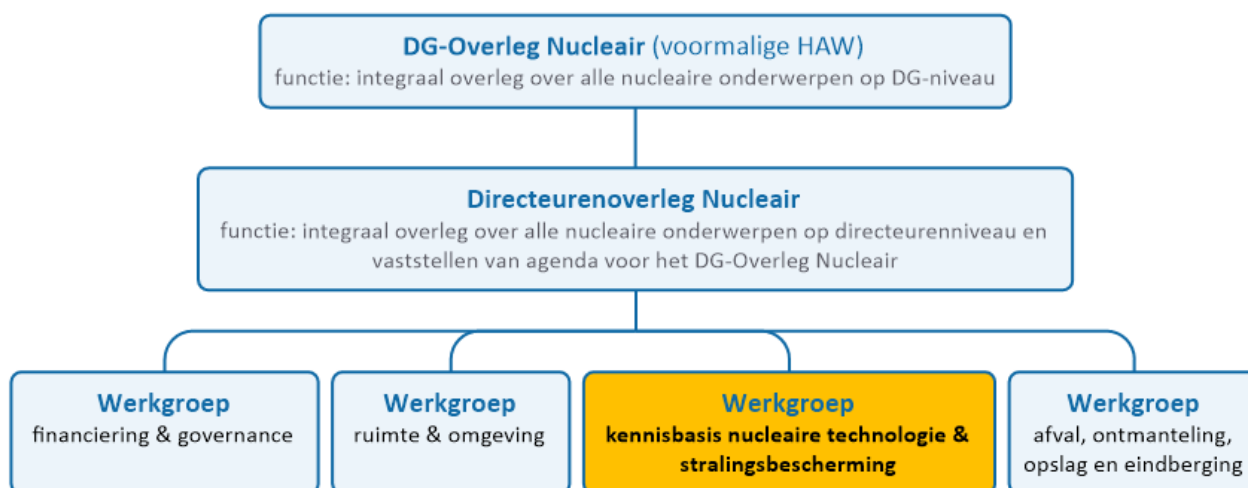 DG-Overleg Nucleair (voormalige HAW)
functie: integraal overleg over alle nucleaire onderwerpen op DG-niveau
Directeurenoverleg Nucleair
functie: integraal overleg over alle nucleaire onderwerpen op directeurenniveau en
vaststellen van agenda voor het DG-Overleg Nucleair
Werkgroep
financiering & governance
Werkgroep
ruimte & omgeving
Werkgroep
kennisbasis nucleaire technologie &
stralingsbescherming
Werkgroep
afval, ontmanteling,
opslag en eindberging